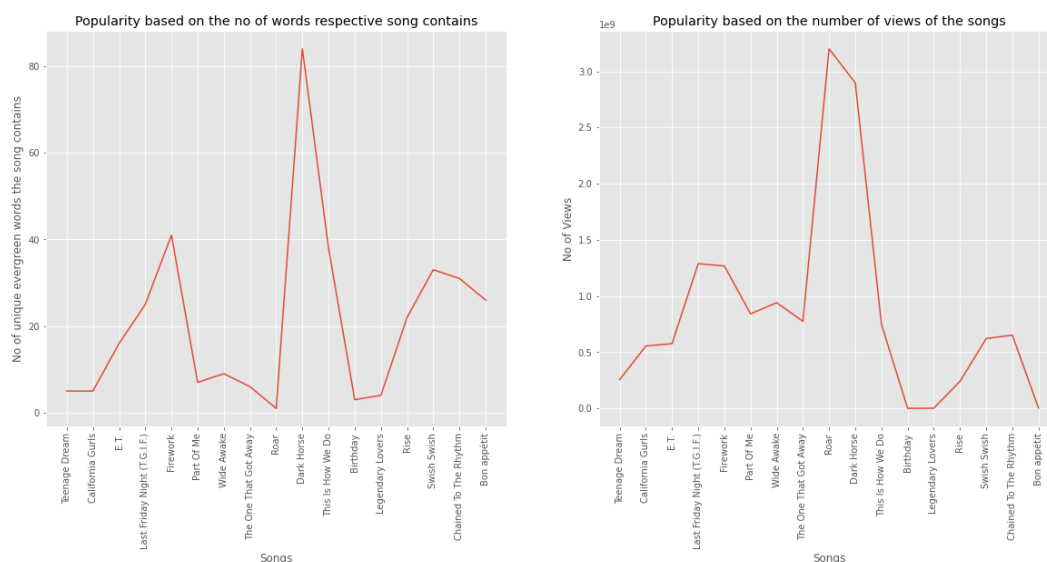 Popularity based on the no of words respective song contains
No of unique evergreen words the song contains
80
60
40
20
0
Teenage Dream
California Gurls
E.T.
Last Friday Night (T.G.I.F.)
Firework
Part Of Me
Wide Awake
The One That Got Away
Roar
Dark Horse
This Is How We Do
Birthday
Legendary Lovers
Rise
Swish Swish
Chained To The Rhythm
Bon appétit
Songs
Popularity based on the number of views of the songs
1e9
No of Views
3.0
2.5
2.0
1.5
1.0
0.5
0.0
Teenage Dream
California Gurls
E.T.
Last Friday Night (T.G.I.F.)
Firework
Part Of Me
Wide Awake
The One That Got Away
Roar
Dark Horse
This Is How We Do
Birthday
Legendary Lovers
Rise
Swish Swish
Chained To The Rhythm
Bon appétit
Songs